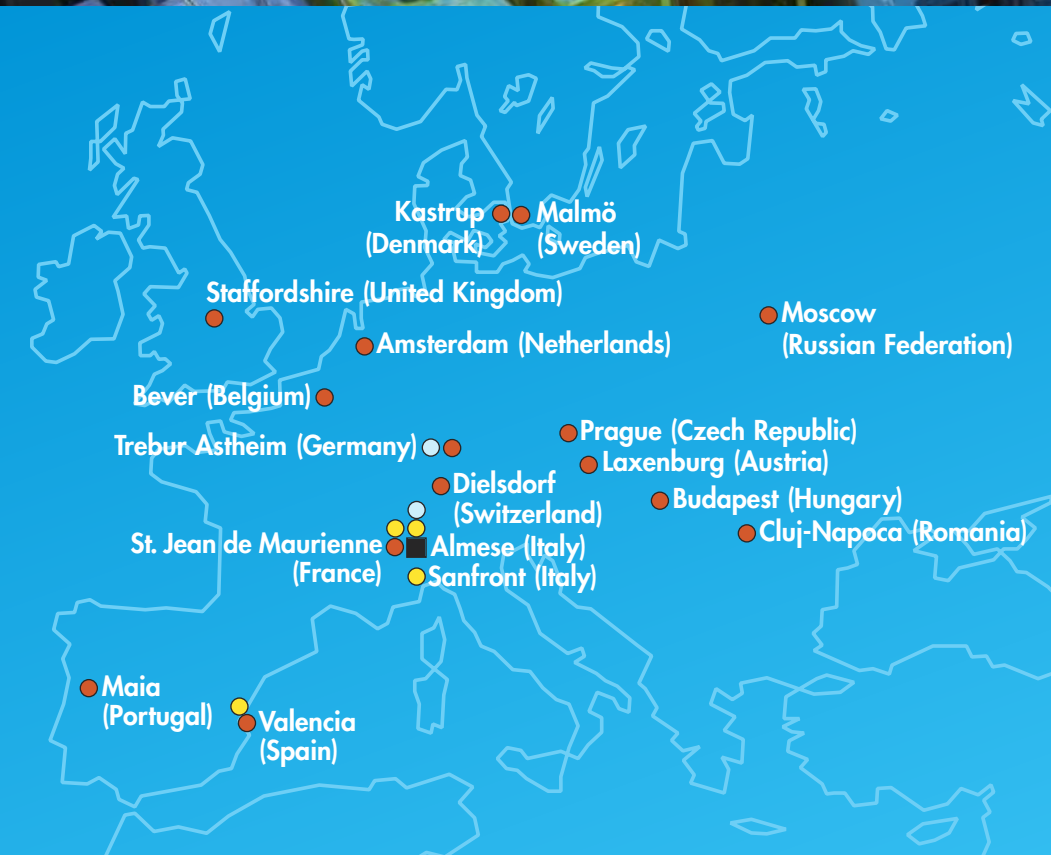 Kastrup
(Denmark)
Malmö
(Sweden)
Staffordshire (United Kingdom)
Moscow
(Russian Federation)
Amsterdam (Netherlands)
Bever (Belgium)
Prague (Czech Republic)
Trebur Astheim (Germany)
Laxenburg (Austria)
Dielsdorf
(Switzerland)
Budapest (Hungary)
Cluj-Napoca (Romania)
St. Jean de Maurienne
(France)
Almese (Italy)
Sanfront (Italy)
Maia
(Portugal)
Valencia
(Spain)